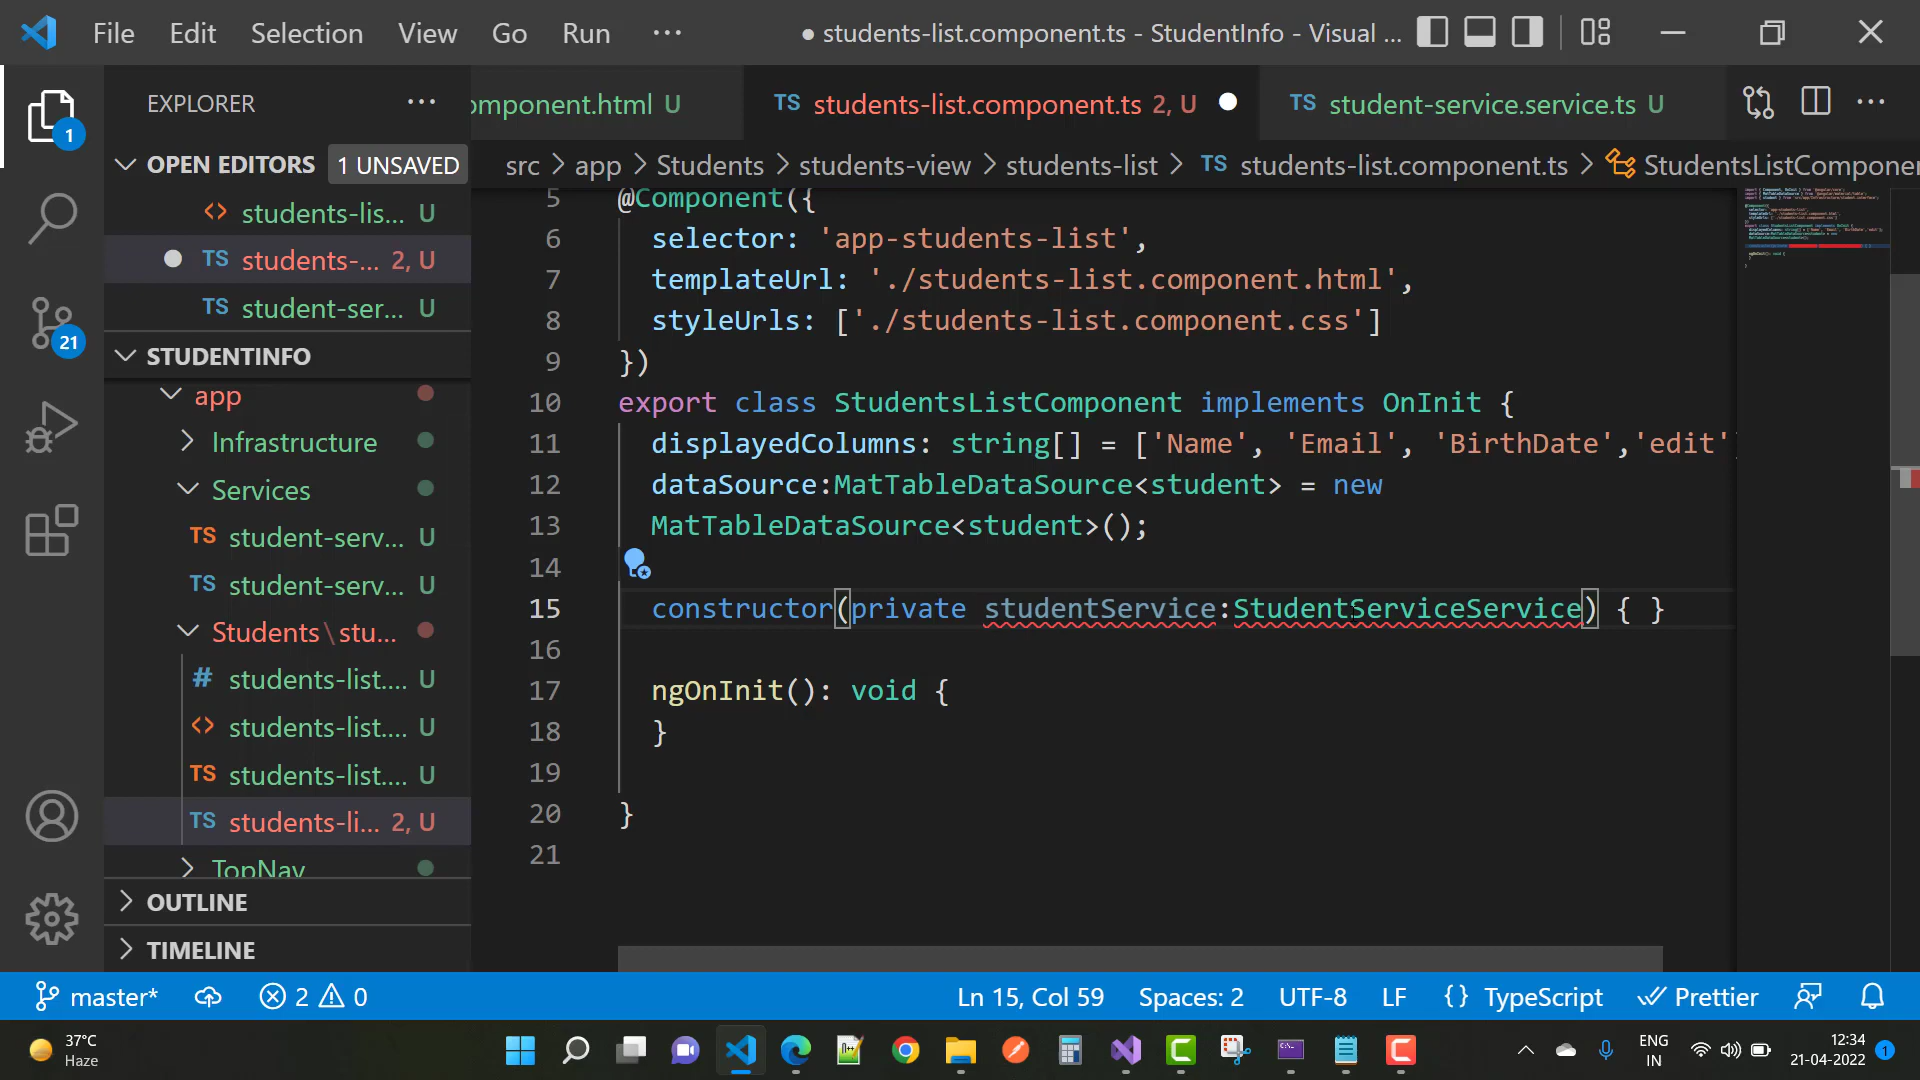 File Edit Selection View Go Run ···
● students-list.component.ts - StudentInfo - Visual ...
EXPLORER ···
omponent.html U
TS students-list.component.ts 2, U
TS student-service.service.ts U
···
OPEN EDITORS 1 UNSAVED
src > app > Students > students-view > students-list > TS students-list.component.ts > StudentsListComponen
<> students-lis... U
TS students-... 2, U
TS student-ser... U
STUDENTINFO
app
Infrastructure
Services
TS student-serv... U
TS student-serv... U
Students\stu...
# students-list.... U
<> students-list.... U
TS students-list.... U
TS students-li... 2, U
TopNav
OUTLINE
TIMELINE
1
21
5 @Component({
6 selector: 'app-students-list',
7 templateUrl: './students-list.component.html',
8 styleUrls: ['./students-list.component.css']
9 })
10 export class StudentsListComponent implements OnInit {
11 displayedColumns: string[] = ['Name', 'Email', 'BirthDate','edit'
12 dataSource:MatTableDataSource<student> = new
13 MatTableDataSource<student>();
14
15 constructor(private studentService:StudentServiceService) { }
16
17 ngOnInit(): void {
18 }
19
20 }
21
master* 2 0 Ln 15, Col 59 Spaces: 2 UTF-8 LF {} TypeScript Prettier
37°C
Haze
ENG
IN
12:34
21-04-2022
1